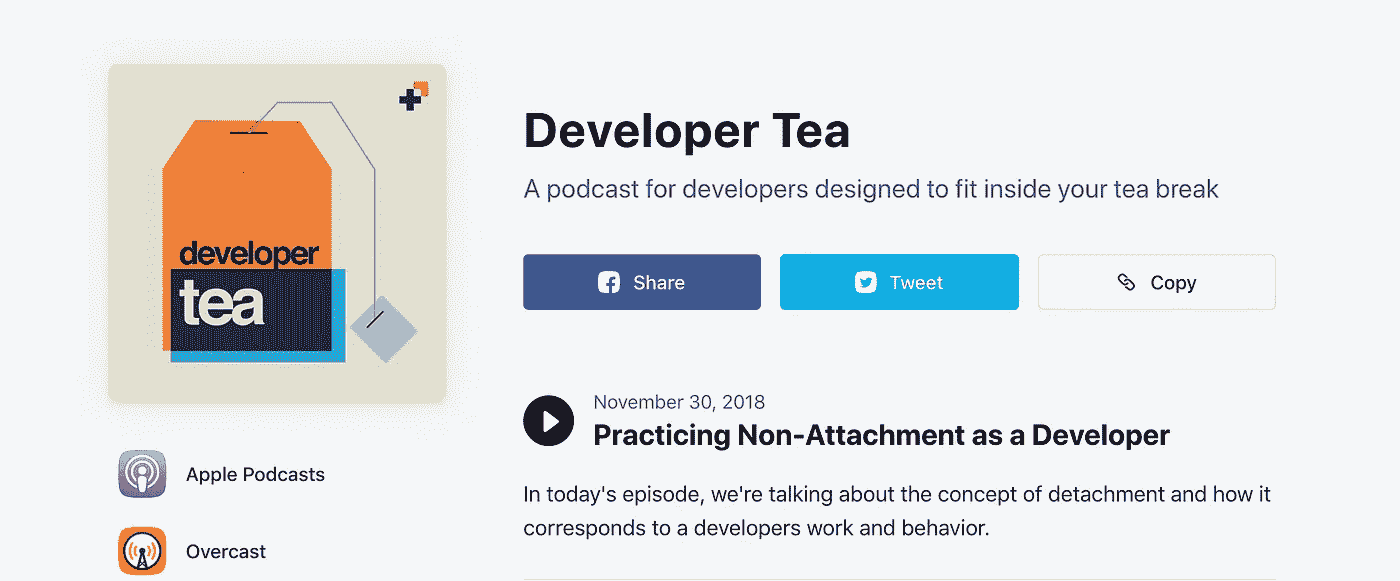 developer
tea
Apple Podcasts
Overcast
Developer Tea
A podcast for developers designed to fit inside your tea break
Share
Tweet
Copy
November 30, 2018
Practicing Non-Attachment as a Developer
In today's episode, we're talking about the concept of detachment and how it
corresponds to a developers work and behavior.